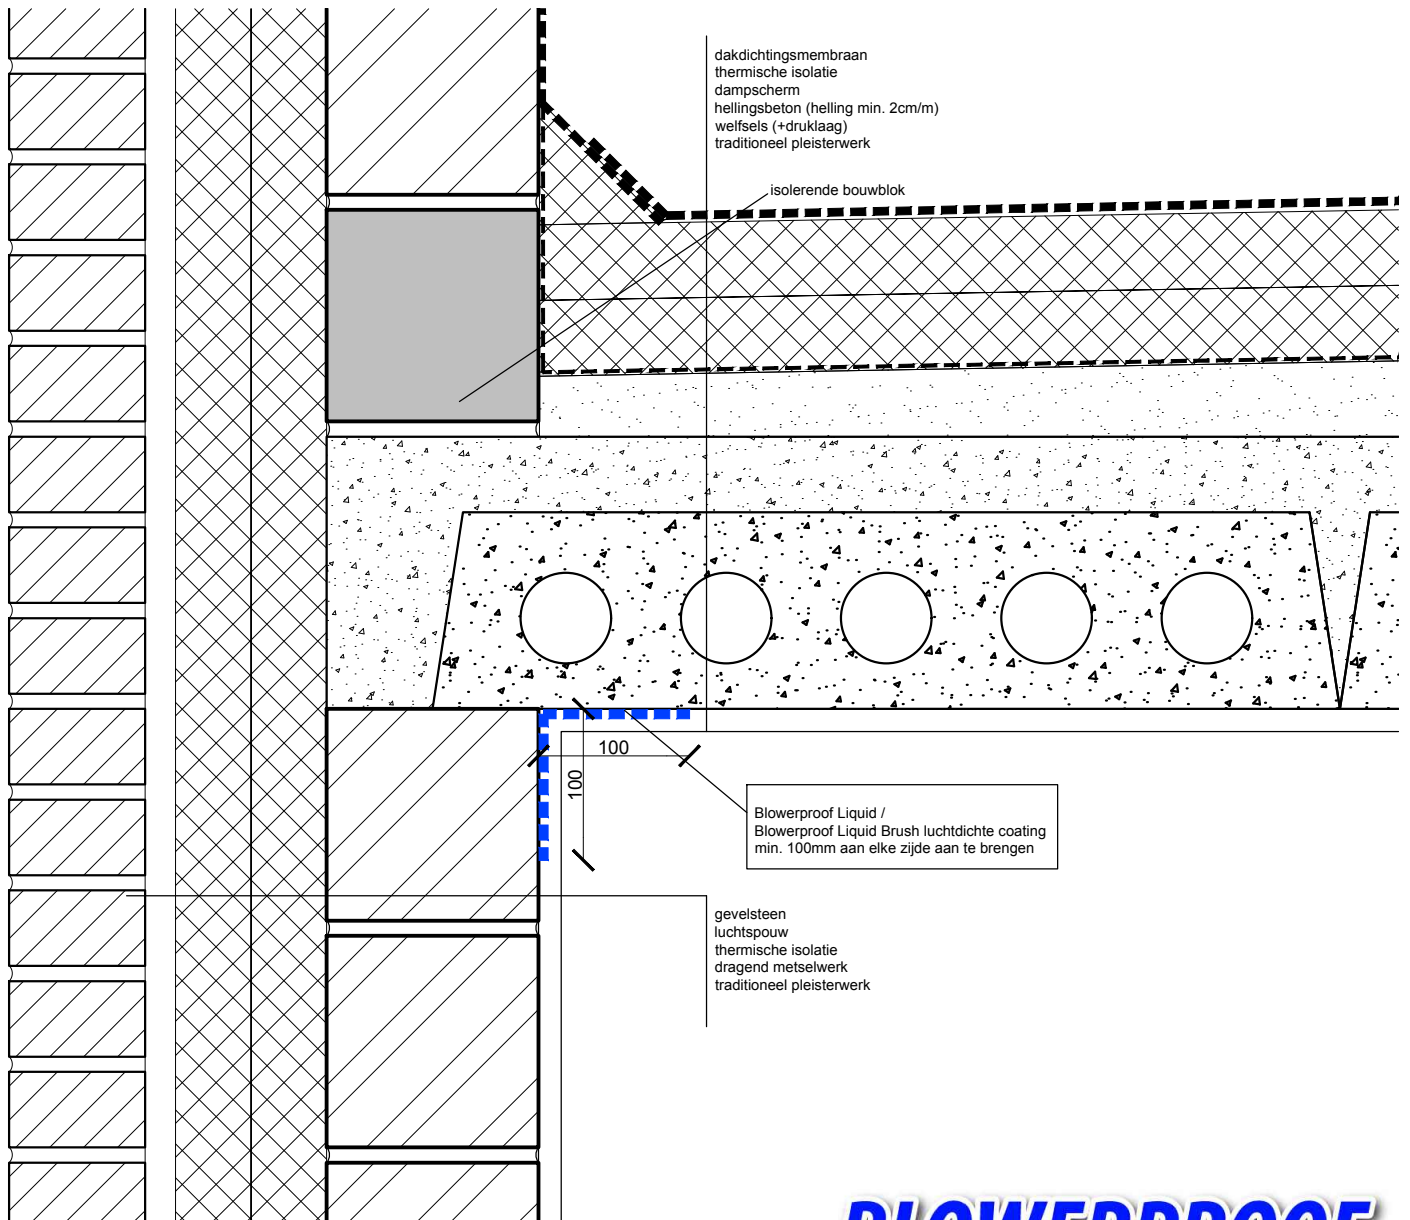 dakdichtingsmembraan
thermische isolatie
dampscherm
hellingsbeton (helling min. 2cm/m)
welfsels (+druklaag)
traditioneel pleisterwerk
isolerende bouwblok
100
100
Blowerproof Liquid /
Blowerproof Liquid Brush luchtdichte coating
min. 100mm aan elke zijde aan te brengen
gevelsteen
luchtspouw
thermische isolatie
dragend metselwerk
traditioneel pleisterwerk
BLOWERPROOF